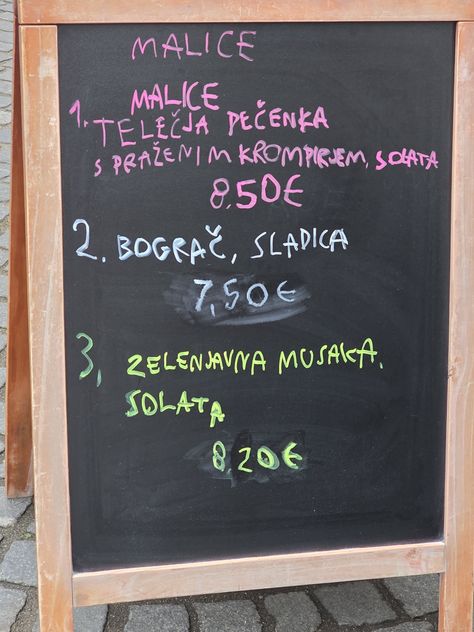 MALICE
MALICE
1. TELEČJA PEČENKA
S PRAŽENIM KROMPIRJEM, SOLATA
8,50€
2. BOGRAČ, SLADICA
7,50€
3, ZELENJAVNA MUSAKA.
SOLATA
8,20€